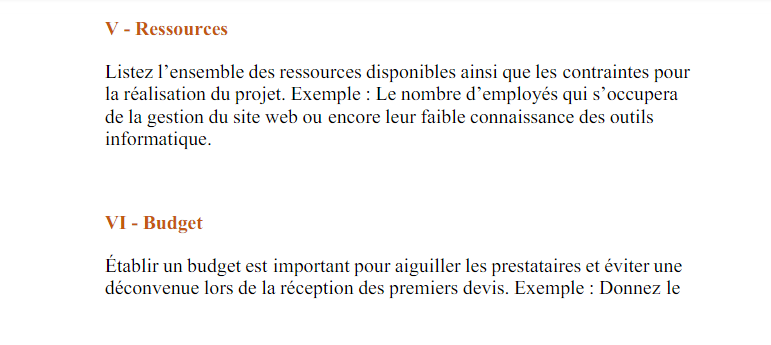 V - Ressources
Listez l’ensemble des ressources disponibles ainsi que les contraintes pour
la réalisation du projet. Exemple : Le nombre d’employés qui s’occupera
de la gestion du site web ou encore leur faible connaissance des outils
informatique.
VI - Budget
Établir un budget est important pour aiguiller les prestataires et éviter une
déconvenue lors de la réception des premiers devis. Exemple : Donnez le